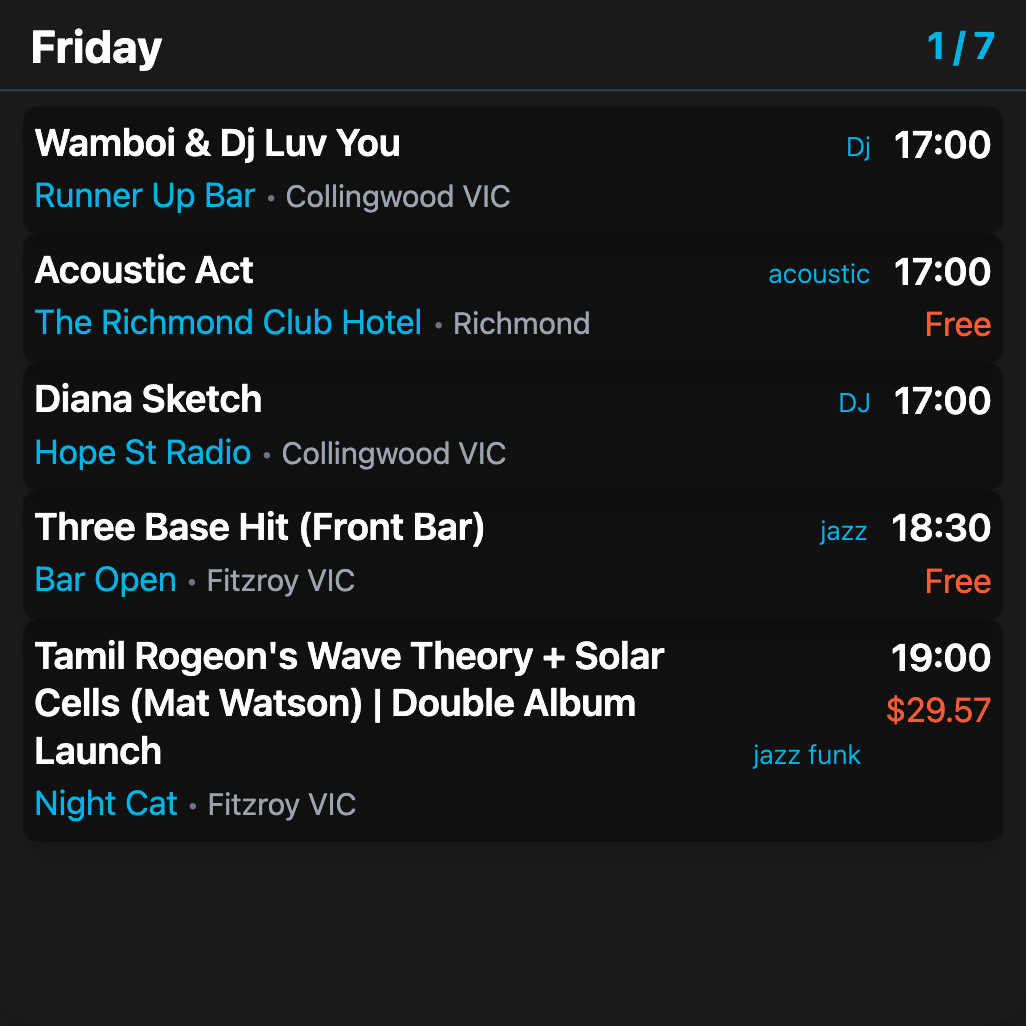 Friday 1 / 7
Wamboi & Dj Luv You Dj 17:00
Runner Up Bar • Collingwood VIC
Acoustic Act acoustic 17:00
The Richmond Club Hotel • Richmond Free
Diana Sketch DJ 17:00
Hope St Radio • Collingwood VIC
Three Base Hit (Front Bar) jazz 18:30
Bar Open • Fitzroy VIC Free
Tamil Rogeon's Wave Theory + Solar 19:00
Cells (Mat Watson) | Double Album $29.57
Launch jazz funk
Night Cat • Fitzroy VIC